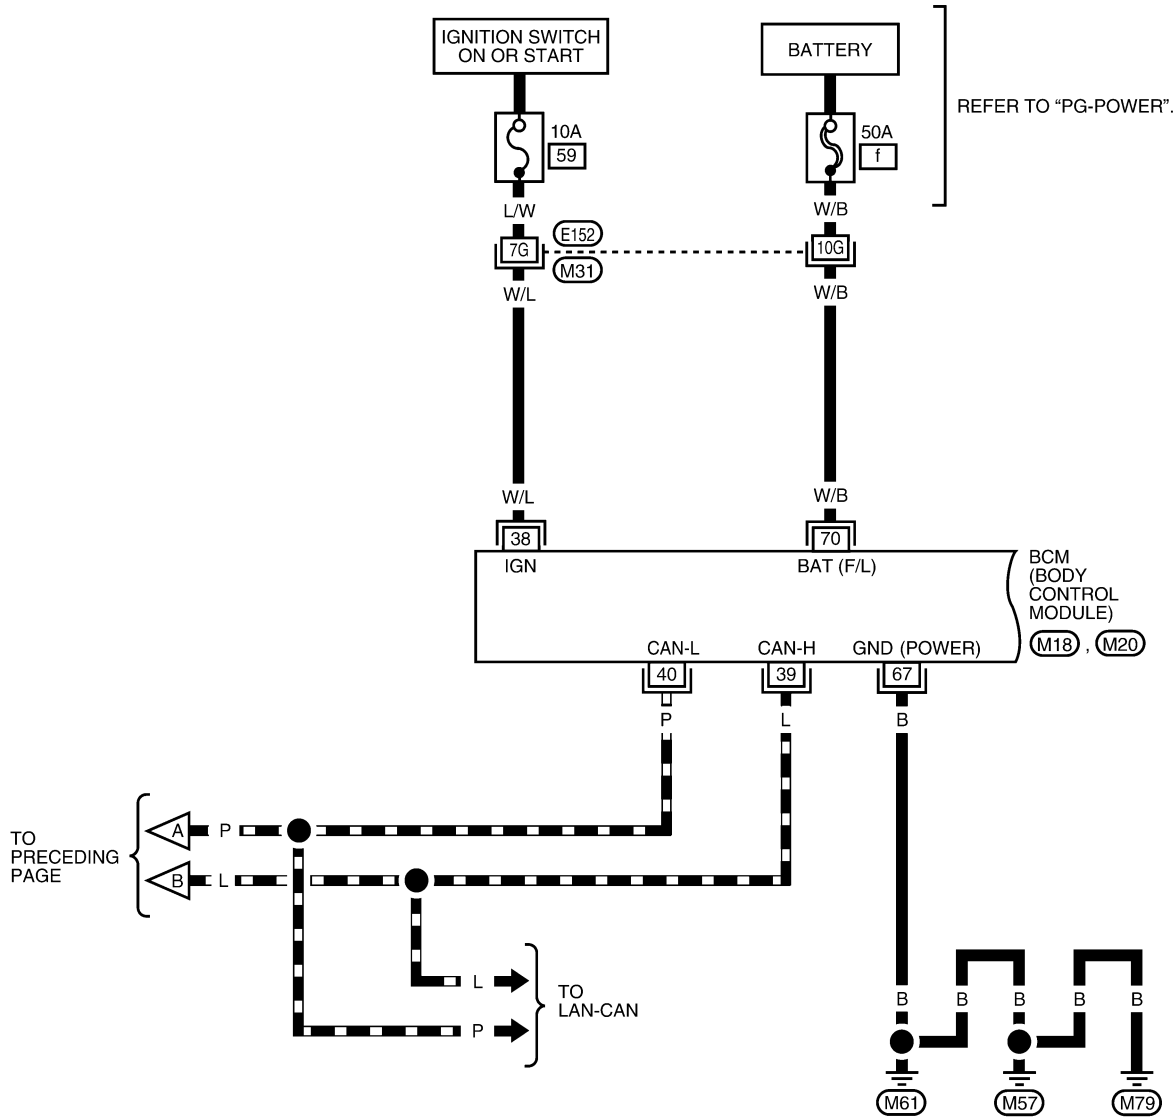 IGNITION SWITCH
ON OR START
BATTERY
REFER TO “PG-POWER”.
10A
59
50A
f
L/W
W/B
7G
E152
M31
10G
W/L
W/B
W/L
W/B
38
70
IGN
BAT (F/L)
BCM
(BODY
CONTROL
MODULE)
M18 , M20
CAN-L
CAN-H
GND (POWER)
40
39
67
P
L
B
TO
PRECEDING
PAGE
A
P
B
L
L
P
TO
LAN-CAN
B
B
B
B
B
M61
M57
M79